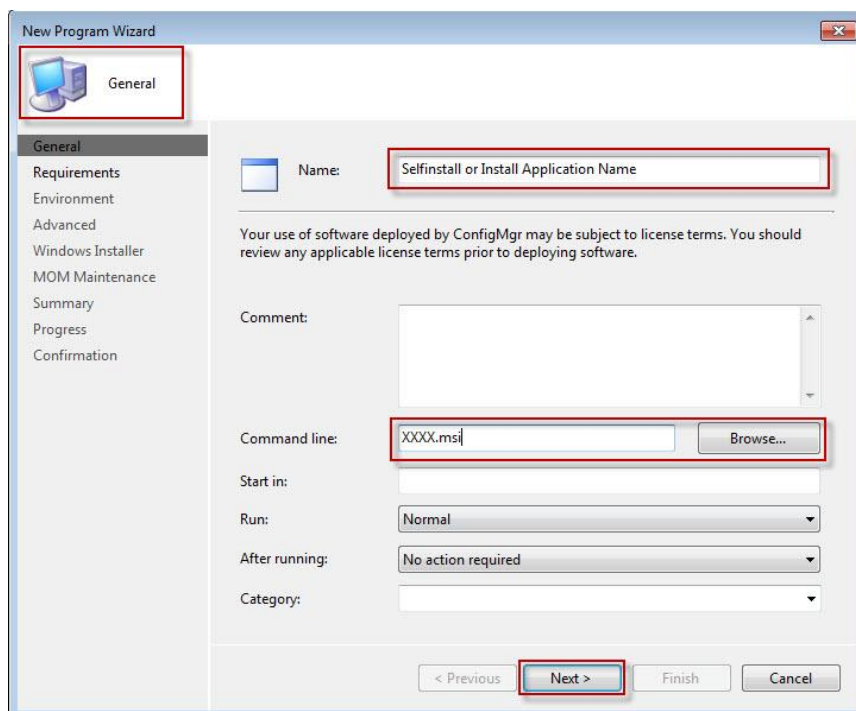 New Program Wizard
General
General
Requirements
Environment
Advanced
Windows Installer
MOM Maintenance
Summary
Progress
Confirmation
Name: Selfinstall or Install Application Name
Your use of software deployed by ConfigMgr may be subject to license terms. You should
review any applicable license terms prior to deploying software.
Comment:
Command line: XXXX.msi Browse...
Start in:
Run: Normal
After running: No action required
Category:
< Previous Next > Finish Cancel